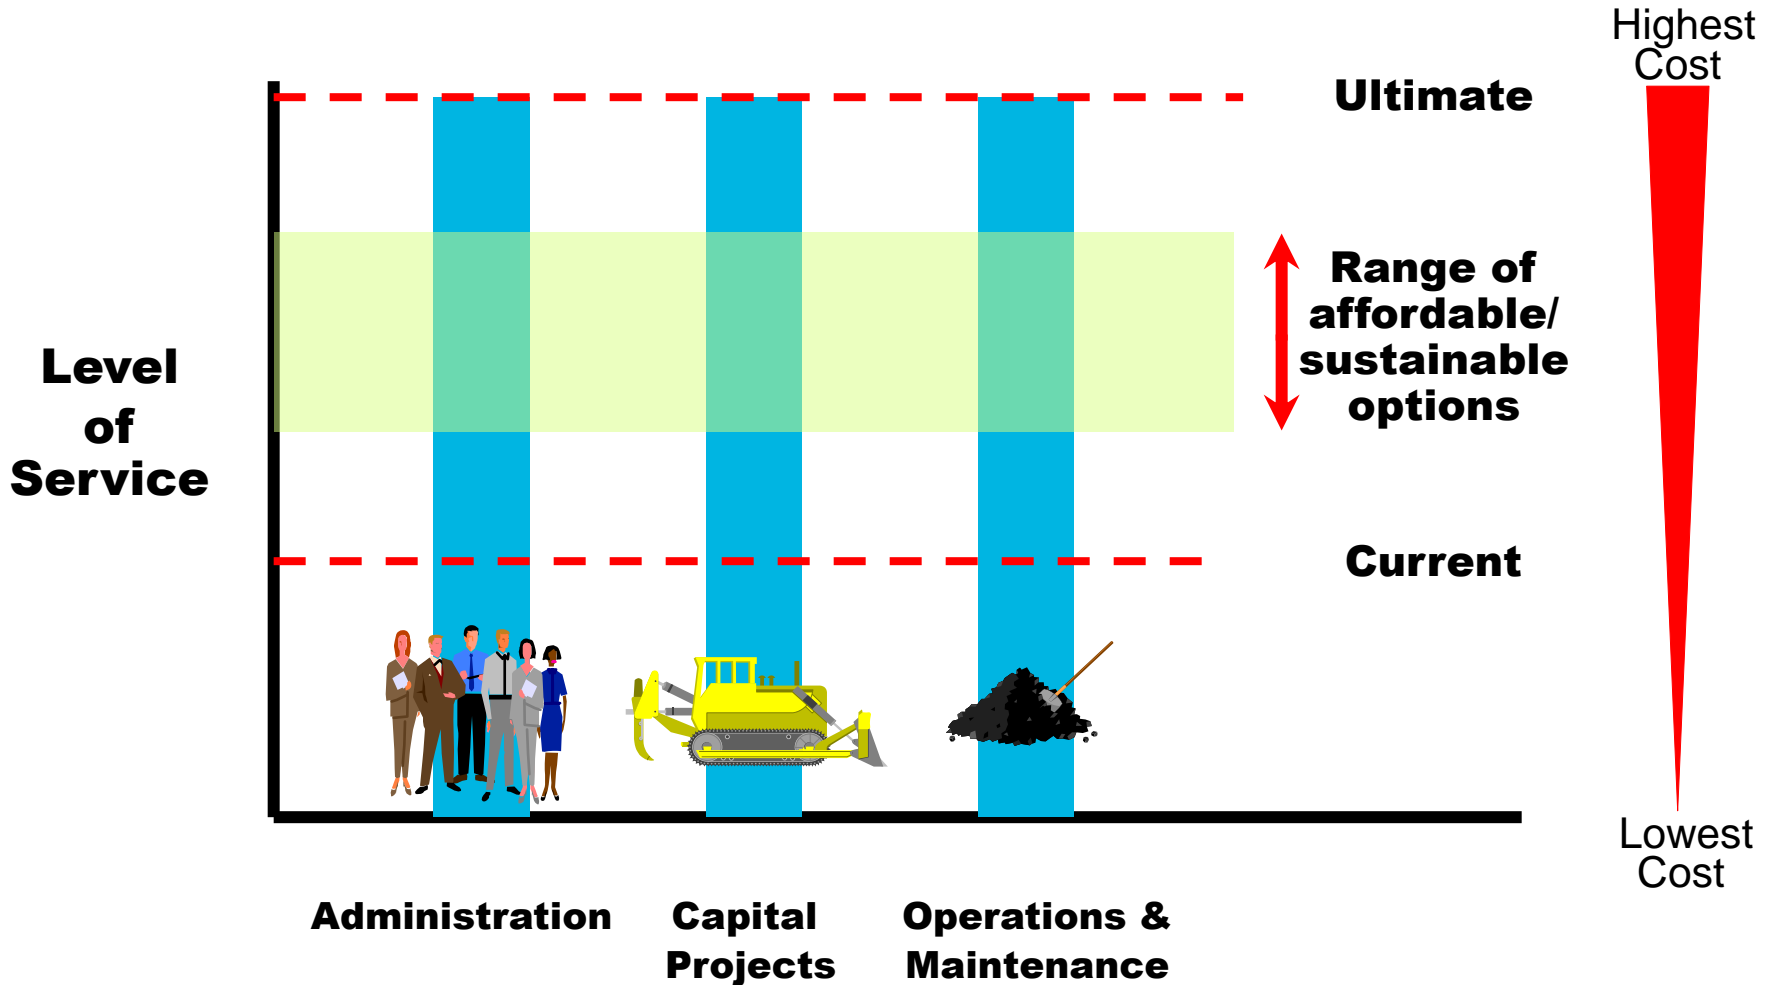 Highest
Cost
Ultimate
Range of
affordable/
sustainable
options
Level
of
Service
Current
Lowest
Cost
Administration
Capital
Projects
Operations &
Maintenance